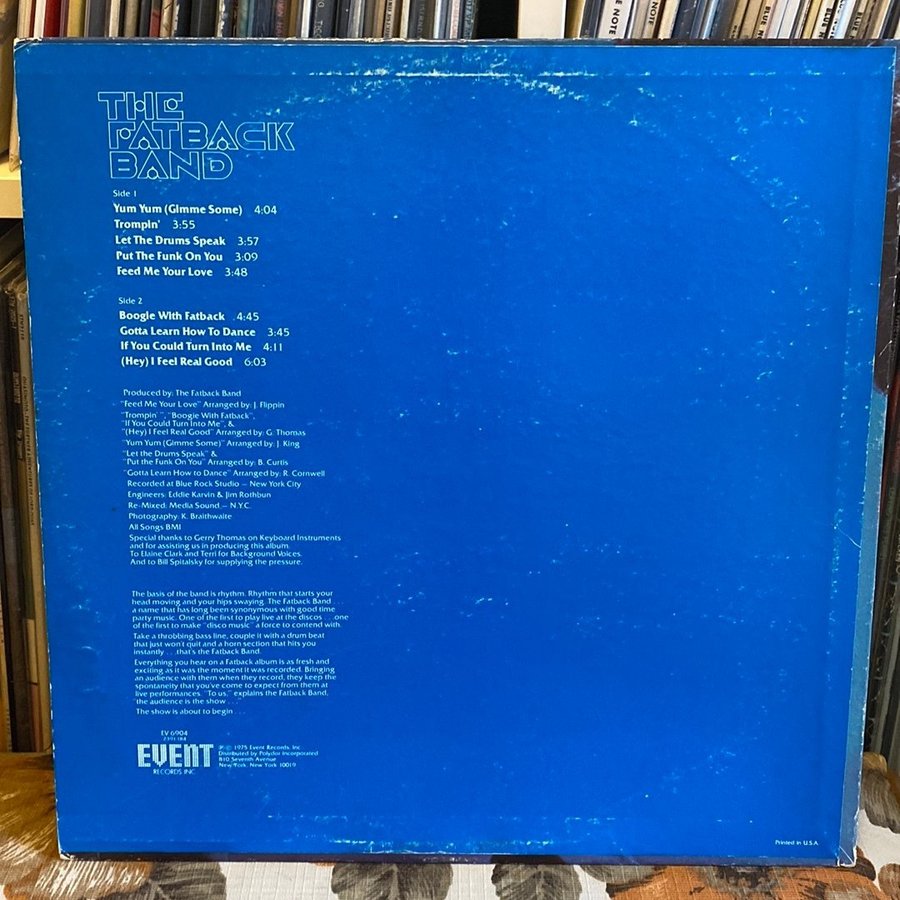 NOTE
NOTE
BLUE NOTE
THE
FATBACK
BAND
Side 1
Yum Yum (Gimme Some) 4:04
Trompin' 3:55
Let The Drums Speak 3:57
Put The Funk On You 3:09
Feed Me Your Love 3:48
Side 2
Boogie With Fatback 4:45
Gotta Learn How To Dance 3:45
If You Could Turn Into Me 4:11
(Hey) I Feel Real Good 6:03
Produced by: The Fatback Band
"Feed Me Your Love" Arranged by: J. Flippin
"Trompin' ", "Boogie With Fatback",
"If You Could Turn Into Me", &
"(Hey) I Feel Real Good" Arranged by: G. Thomas
"Yum Yum (Gimme Some)" Arranged by: J. King
"Let the Drums Speak" &
"Put the Funk On You" Arranged by: B. Curtis
"Gotta Learn How to Dance" Arranged by: R. Cornwell
Recorded at Blue Rock Studio – New York City
Engineers: Eddie Karvin & Jim Rothbun
Re-Mixed: Media Sound – N.Y.C.
Photography: K. Braithwaite
All Songs BMI
Special thanks to Gerry Thomas on Keyboard Instruments
and for assisting us in producing this album.
To Elaine Clark and Terri for Background Voices.
And to Bill Spitalsky for supplying the pressure.
The basis of the band is rhythm. Rhythm that starts your
head moving and your hips swaying. The Fatback Band . . .
a name that has long been synonymous with good time
party music. One of the first to play live at the discos . . . one
of the first to make "disco music" a force to contend with.
Take a throbbing bass line, couple it with a drum beat
that just won't quit and a horn section that hits you
instantly . . . that's the Fatback Band.
Everything you hear on a Fatback album is as fresh and
exciting as it was the moment it was recorded. Bringing
an audience with them when they record, they keep the
spontaneity that you've come to expect from them at
live performances. "To us," explains the Fatback Band,
"the audience is the show . . ."
The show is about to begin . . .
EV 6904
2391 184
EVENT
RECORDS INC.
℗ © 1975 Event Records, Inc.
Distributed by Polydor Incorporated
810 Seventh Avenue
New York, New York 10019
Printed in U.S.A.